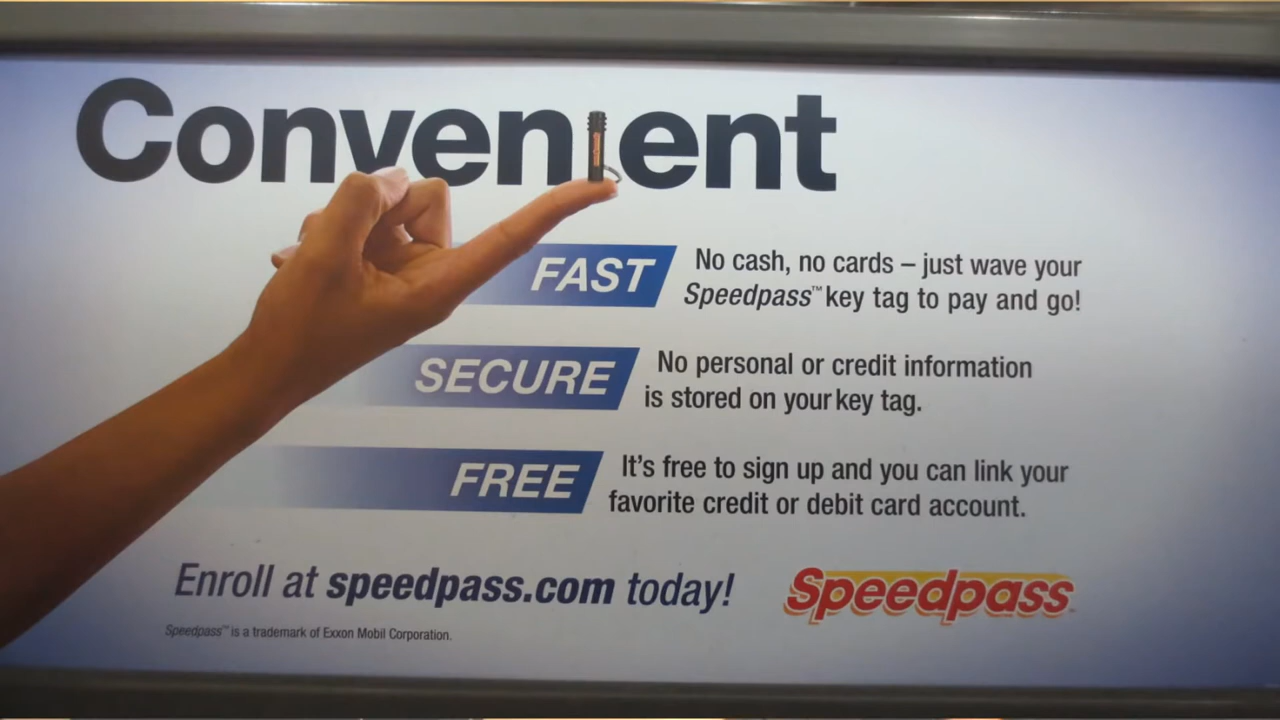 Convenient
FAST
No cash, no cards – just wave your
Speedpass™ key tag to pay and go!
SECURE
No personal or credit information
is stored on your key tag.
FREE
It's free to sign up and you can link your
favorite credit or debit card account.
Enroll at speedpass.com today!
Speedpass
Speedpass™ is a trademark of Exxon Mobil Corporation.